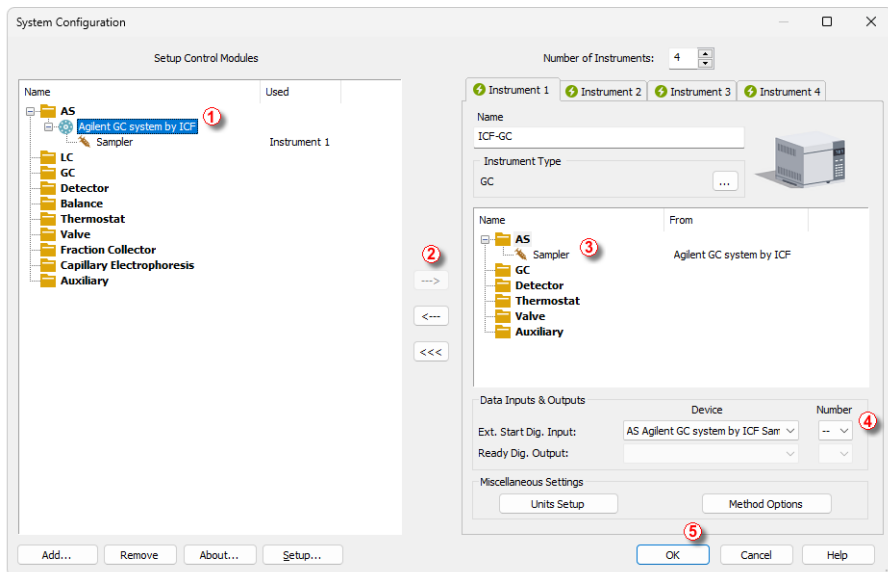 System Configuration
Setup Control Modules
Number of Instruments: 4
Name Used
AS
Agilent GC system by ICF
1
Sampler Instrument 1
LC
GC
Detector
Balance
Thermostat
Valve
Fraction Collector
Capillary Electrophoresis
Auxiliary
2
--->
<---
<<<
Instrument 1 Instrument 2 Instrument 3 Instrument 4
Name
ICF-GC
Instrument Type
GC ...
Name From
AS
Sampler 3 Agilent GC system by ICF
GC
Detector
Thermostat
Valve
Auxiliary
Data Inputs & Outputs
Device Number
Ext. Start Dig. Input: AS Agilent GC system by ICF Sam -- 4
Ready Dig. Output:
Miscellaneous Settings
Units Setup Method Options
5
Add... Remove About... Setup... OK Cancel Help